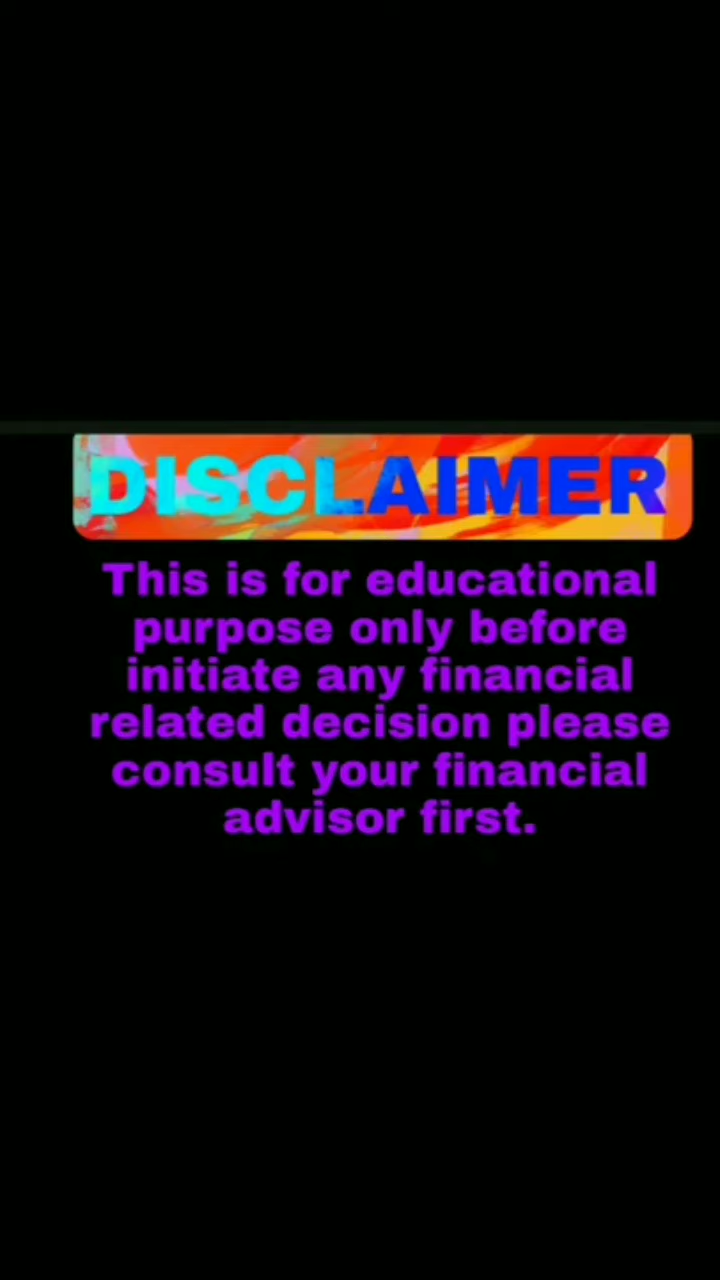 DISCLAIMER
This is for educational
purpose only before
initiate any financial
related decision please
consult your financial
advisor first.